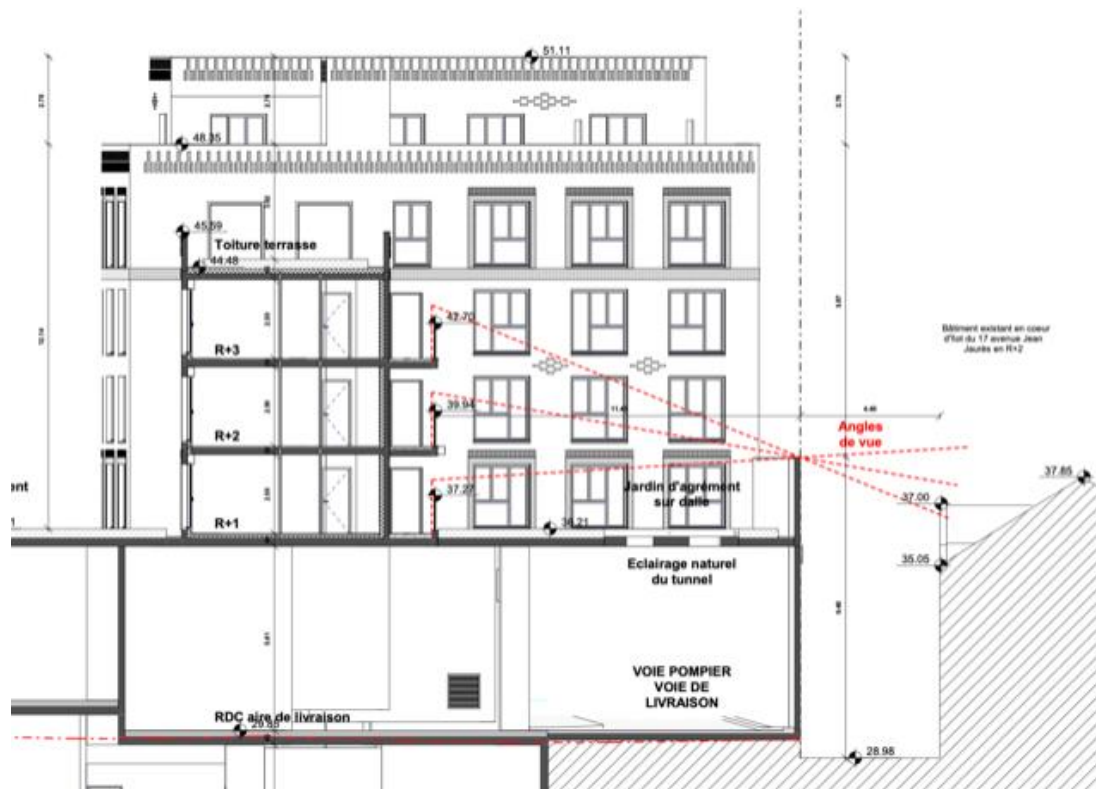 51.11
48.35
45.59
Toiture terrasse
44.48
42.70
R+3
Bâtiment existant en coeur
d'îlot du 17 avenue Jean
Jaurès en R+2
39.94
Angles
de vue
R+2
37.85
37.27
Jardin d'agrément
sur dalle
37.00
ent
R+1
36.21
35.05
Eclairage naturel
du tunnel
VOIE POMPIER
VOIE DE
LIVRAISON
RDC aire de livraison
28.98